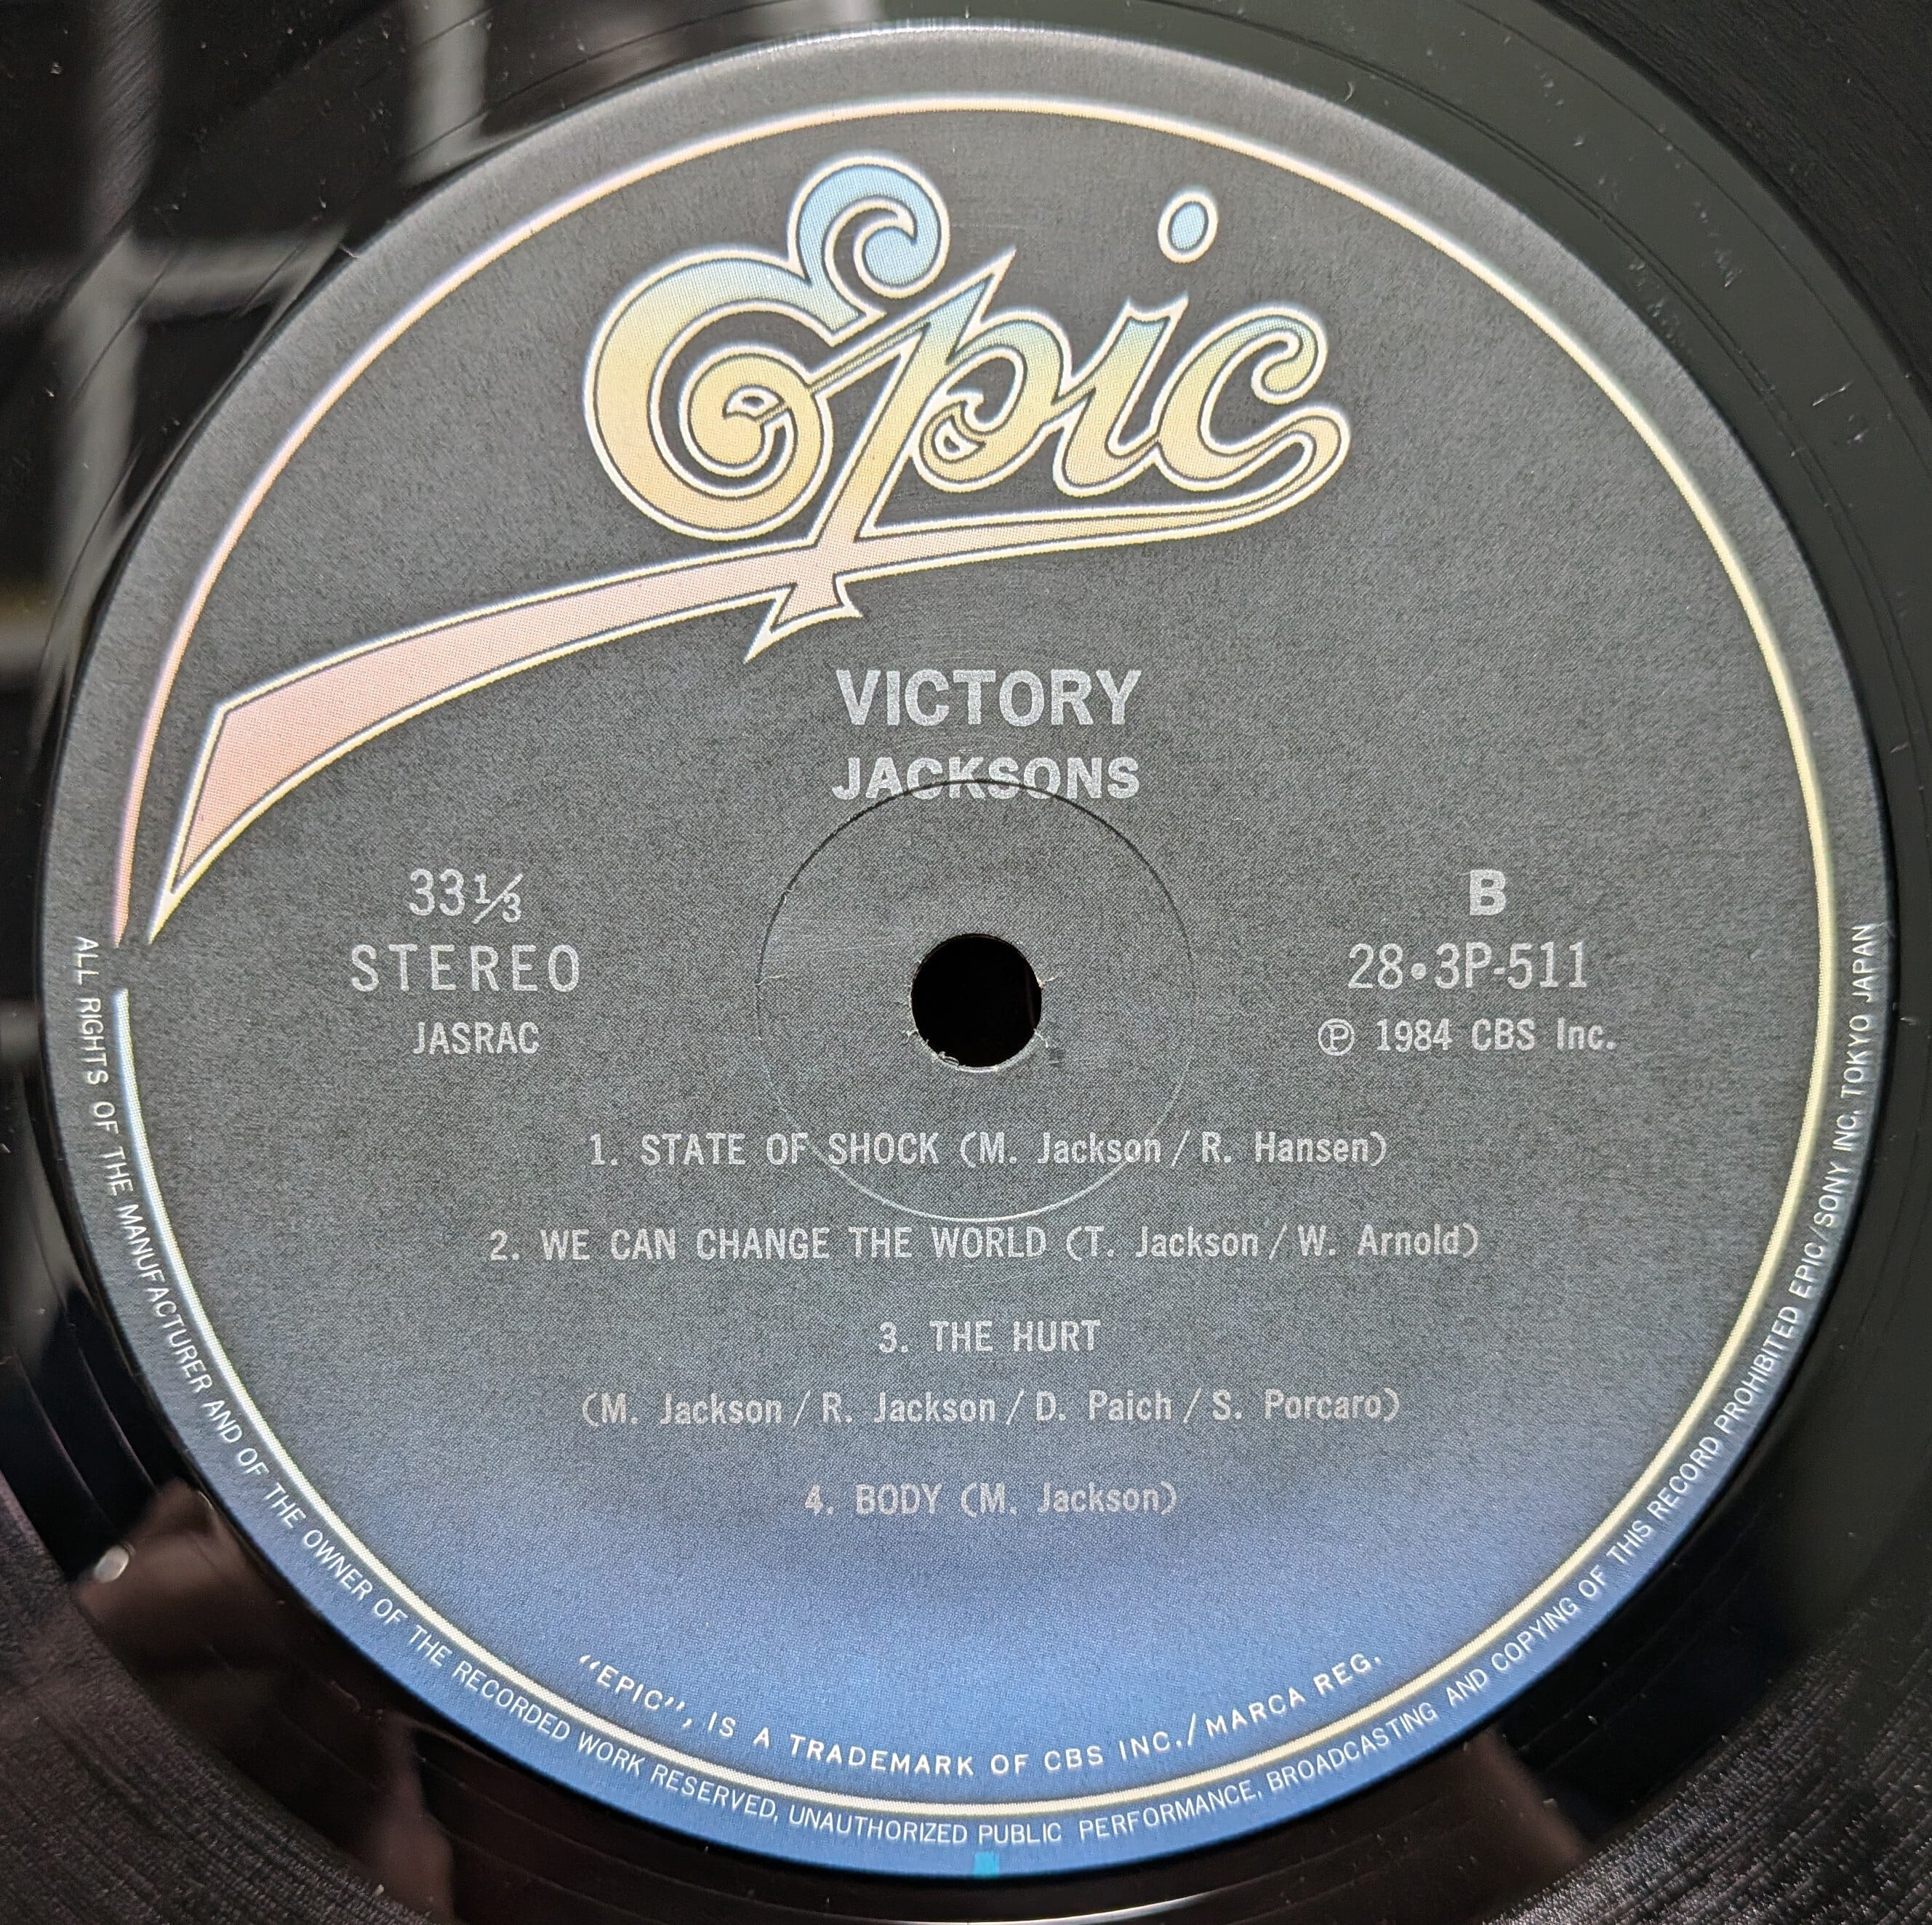 Epic
VICTORY
JACKSONS
33⅓
STEREO
JASRAC
B
28•3P-511
℗ 1984 CBS Inc.
1. STATE OF SHOCK (M. Jackson / R. Hansen)
2. WE CAN CHANGE THE WORLD (T. Jackson / W. Arnold)
3. THE HURT
(M. Jackson / R. Jackson / D. Paich / S. Porcaro)
4. BODY (M. Jackson)
“EPIC”, IS A TRADEMARK OF CBS INC./MARCA REG.
ALL RIGHTS OF THE MANUFACTURER AND OF THE OWNER OF THE RECORDED WORK RESERVED, UNAUTHORIZED PUBLIC PERFORMANCE, BROADCASTING AND COPYING OF THIS RECORD PROHIBITED EPIC/SONY INC. TOKYO JAPAN